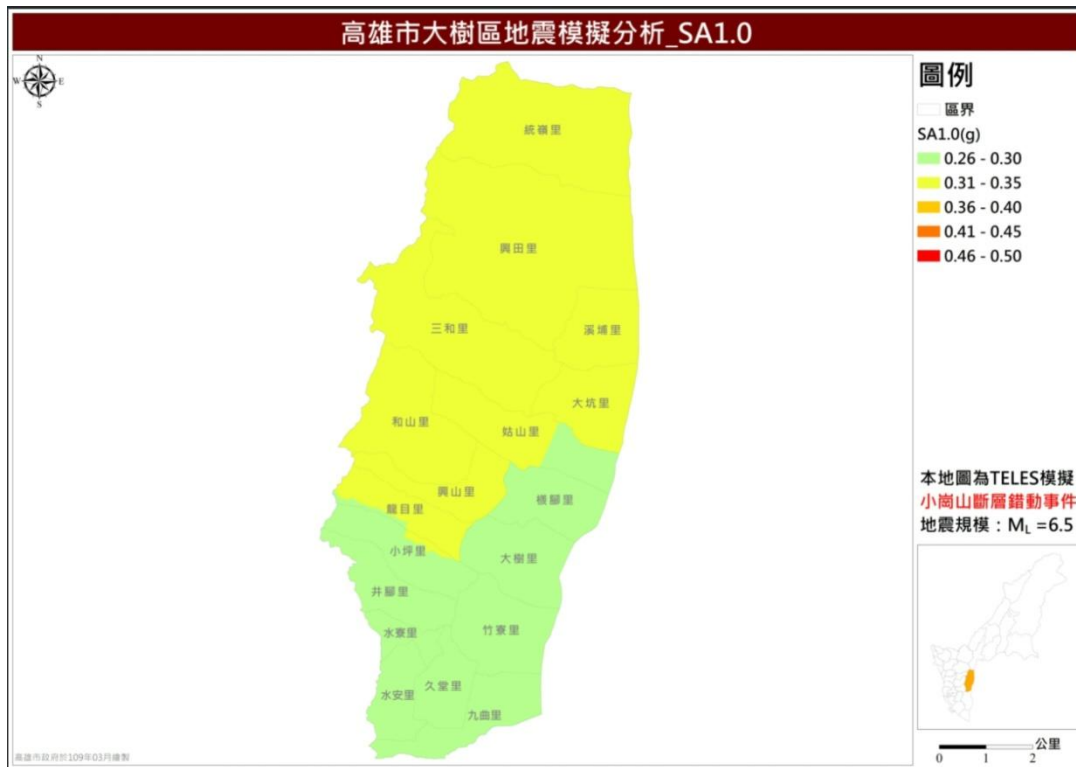 高雄市大樹區地震模擬分析_SA1.0
N
W
E
S
圖例
區界
SA1.0(g)
0.26 - 0.30
0.31 - 0.35
0.36 - 0.40
0.41 - 0.45
0.46 - 0.50
統嶺里
興田里
三和里
溪埔里
大坑里
和山里
姑山里
興山里
龍目里
檨腳里
小坪里
大樹里
井腳里
水寮里
竹寮里
水安里
久堂里
九曲里
本地圖為TELES模擬
小崗山斷層錯動事件
地震規模：ML =6.5
公里
0 1 2
高雄市政府於109年03月繪製